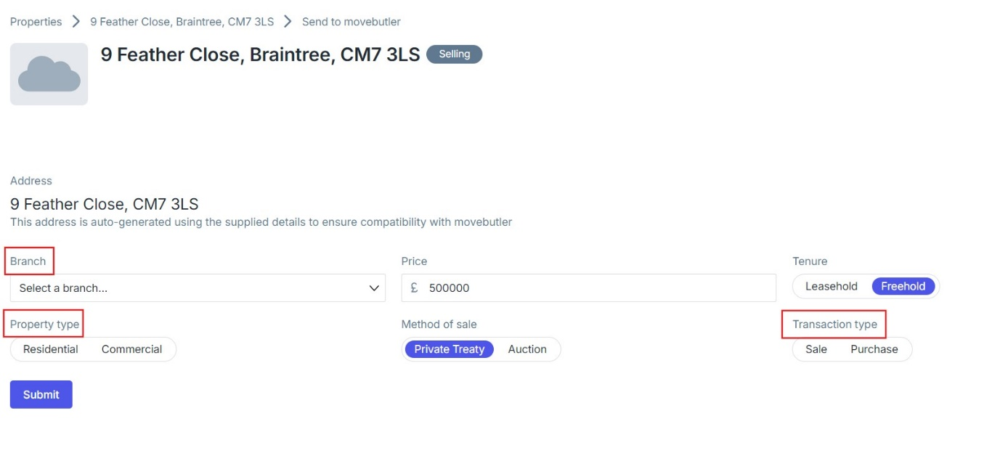 Properties > 9 Feather Close, Braintree, CM7 3LS > Send to movebutler
9 Feather Close, Braintree, CM7 3LS Selling
Address
9 Feather Close, CM7 3LS
This address is auto-generated using the supplied details to ensure compatibility with movebutler
Branch Price Tenure
Select a branch... £ 500000 Leasehold Freehold
Property type Method of sale Transaction type
Residential Commercial Private Treaty Auction Sale Purchase
Submit